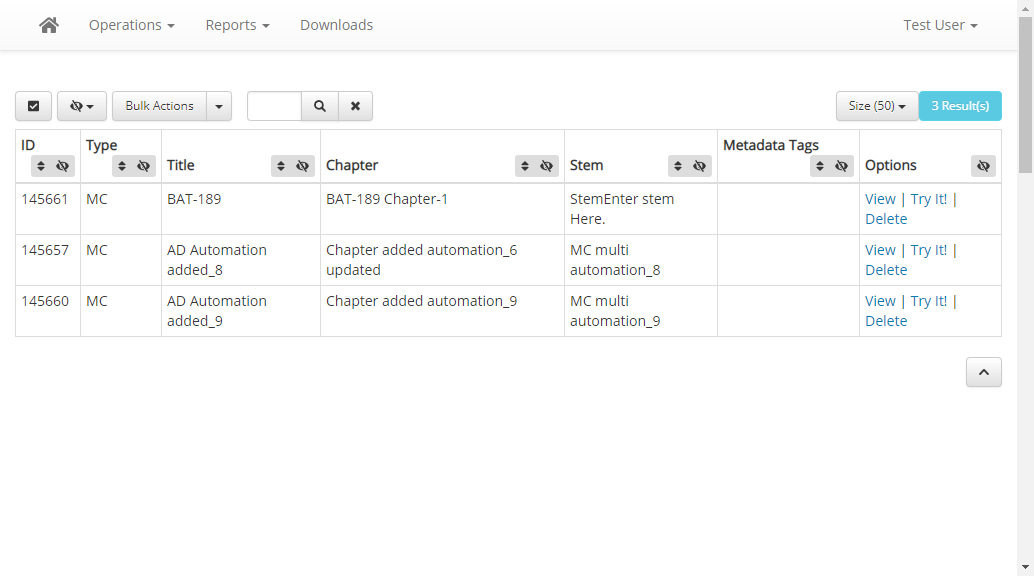 Operations Reports Downloads Test User
Bulk Actions Size (50) 3 Result(s)
ID Type Title Chapter Stem Metadata Tags Options
145661 MC BAT-189 BAT-189 Chapter-1 StemEnter stem Here. View | Try It! | Delete
145657 MC AD Automation added_8 Chapter added automation_6 updated MC multi automation_8 View | Try It! | Delete
145660 MC AD Automation added_9 Chapter added automation_9 MC multi automation_9 View | Try It! | Delete